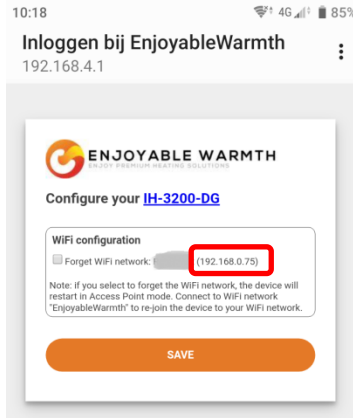 10:18 4G 85%
Inloggen bij EnjoyableWarmth
192.168.4.1
ENJOYABLE WARMTH
ENJOY PREMIUM HEATING SOLUTIONS
Configure your IH-3200-DG
WiFi configuration
Forget WiFi network: (192.168.0.75)
Note: if you select to forget the WiFi network, the device will
restart in Access Point mode. Connect to WiFi network
"EnjoyableWarmth" to re-join the device to your WiFi network.
SAVE